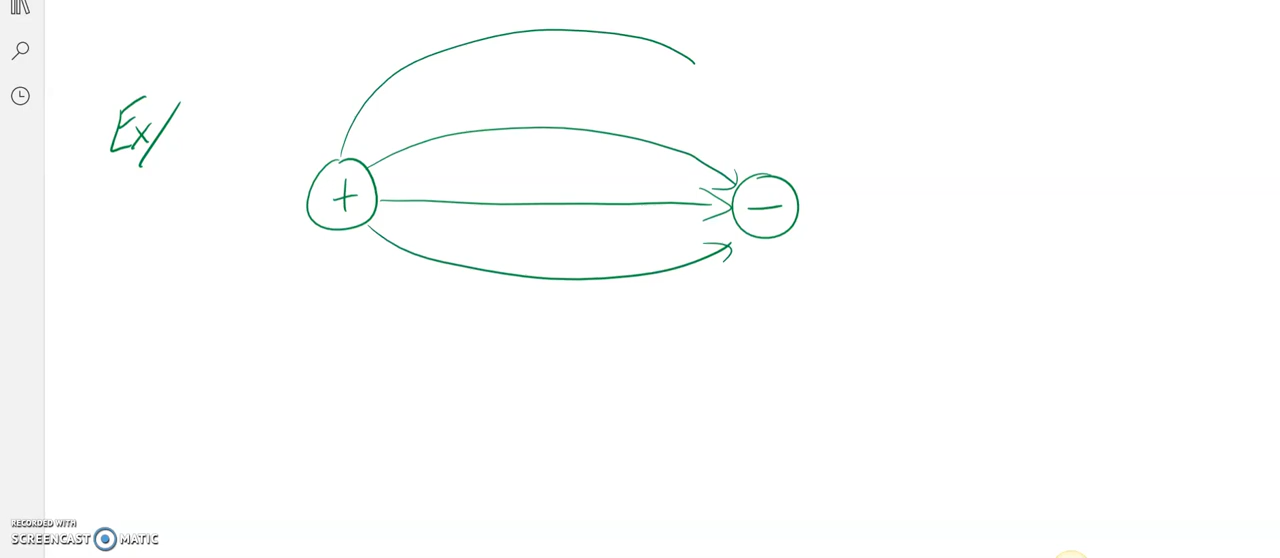 Ex/
+
−
RECORDED WITH
SCREENCAST MATIC